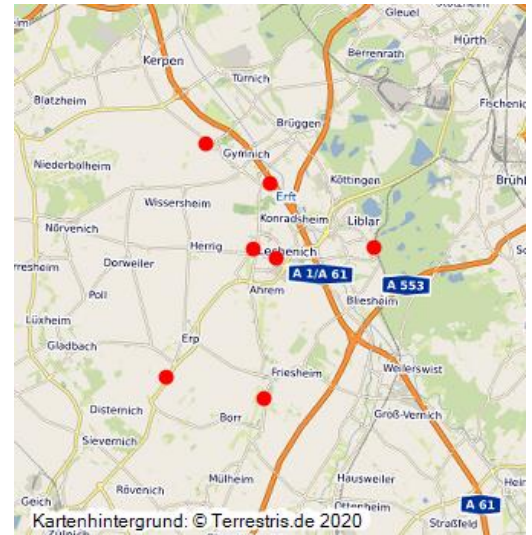 Gleuel
Hürth
Kerpen
Berrenrath
Türnich
Blatzheim
Fischenich
Brüggen
Gymnich
Niederbolheim
Köttingen
Brühl
Erft
Wissersheim
Konradsheim
Liblar
Nörvenich
Herrig
Lechenich
Dorweiler
A 1/A 61
A 553
Ahrem
Poll
Bliesheim
Lüxheim
Erp
Gladbach
Weilerswist
Friesheim
Disternich
Borr
Groß-Vernich
Sievernich
Mülheim
Hausweiler
Rövenich
Geich
Ottenheim
A 61
Kartenhintergrund: © Terrestris.de 2020
Straßfeld